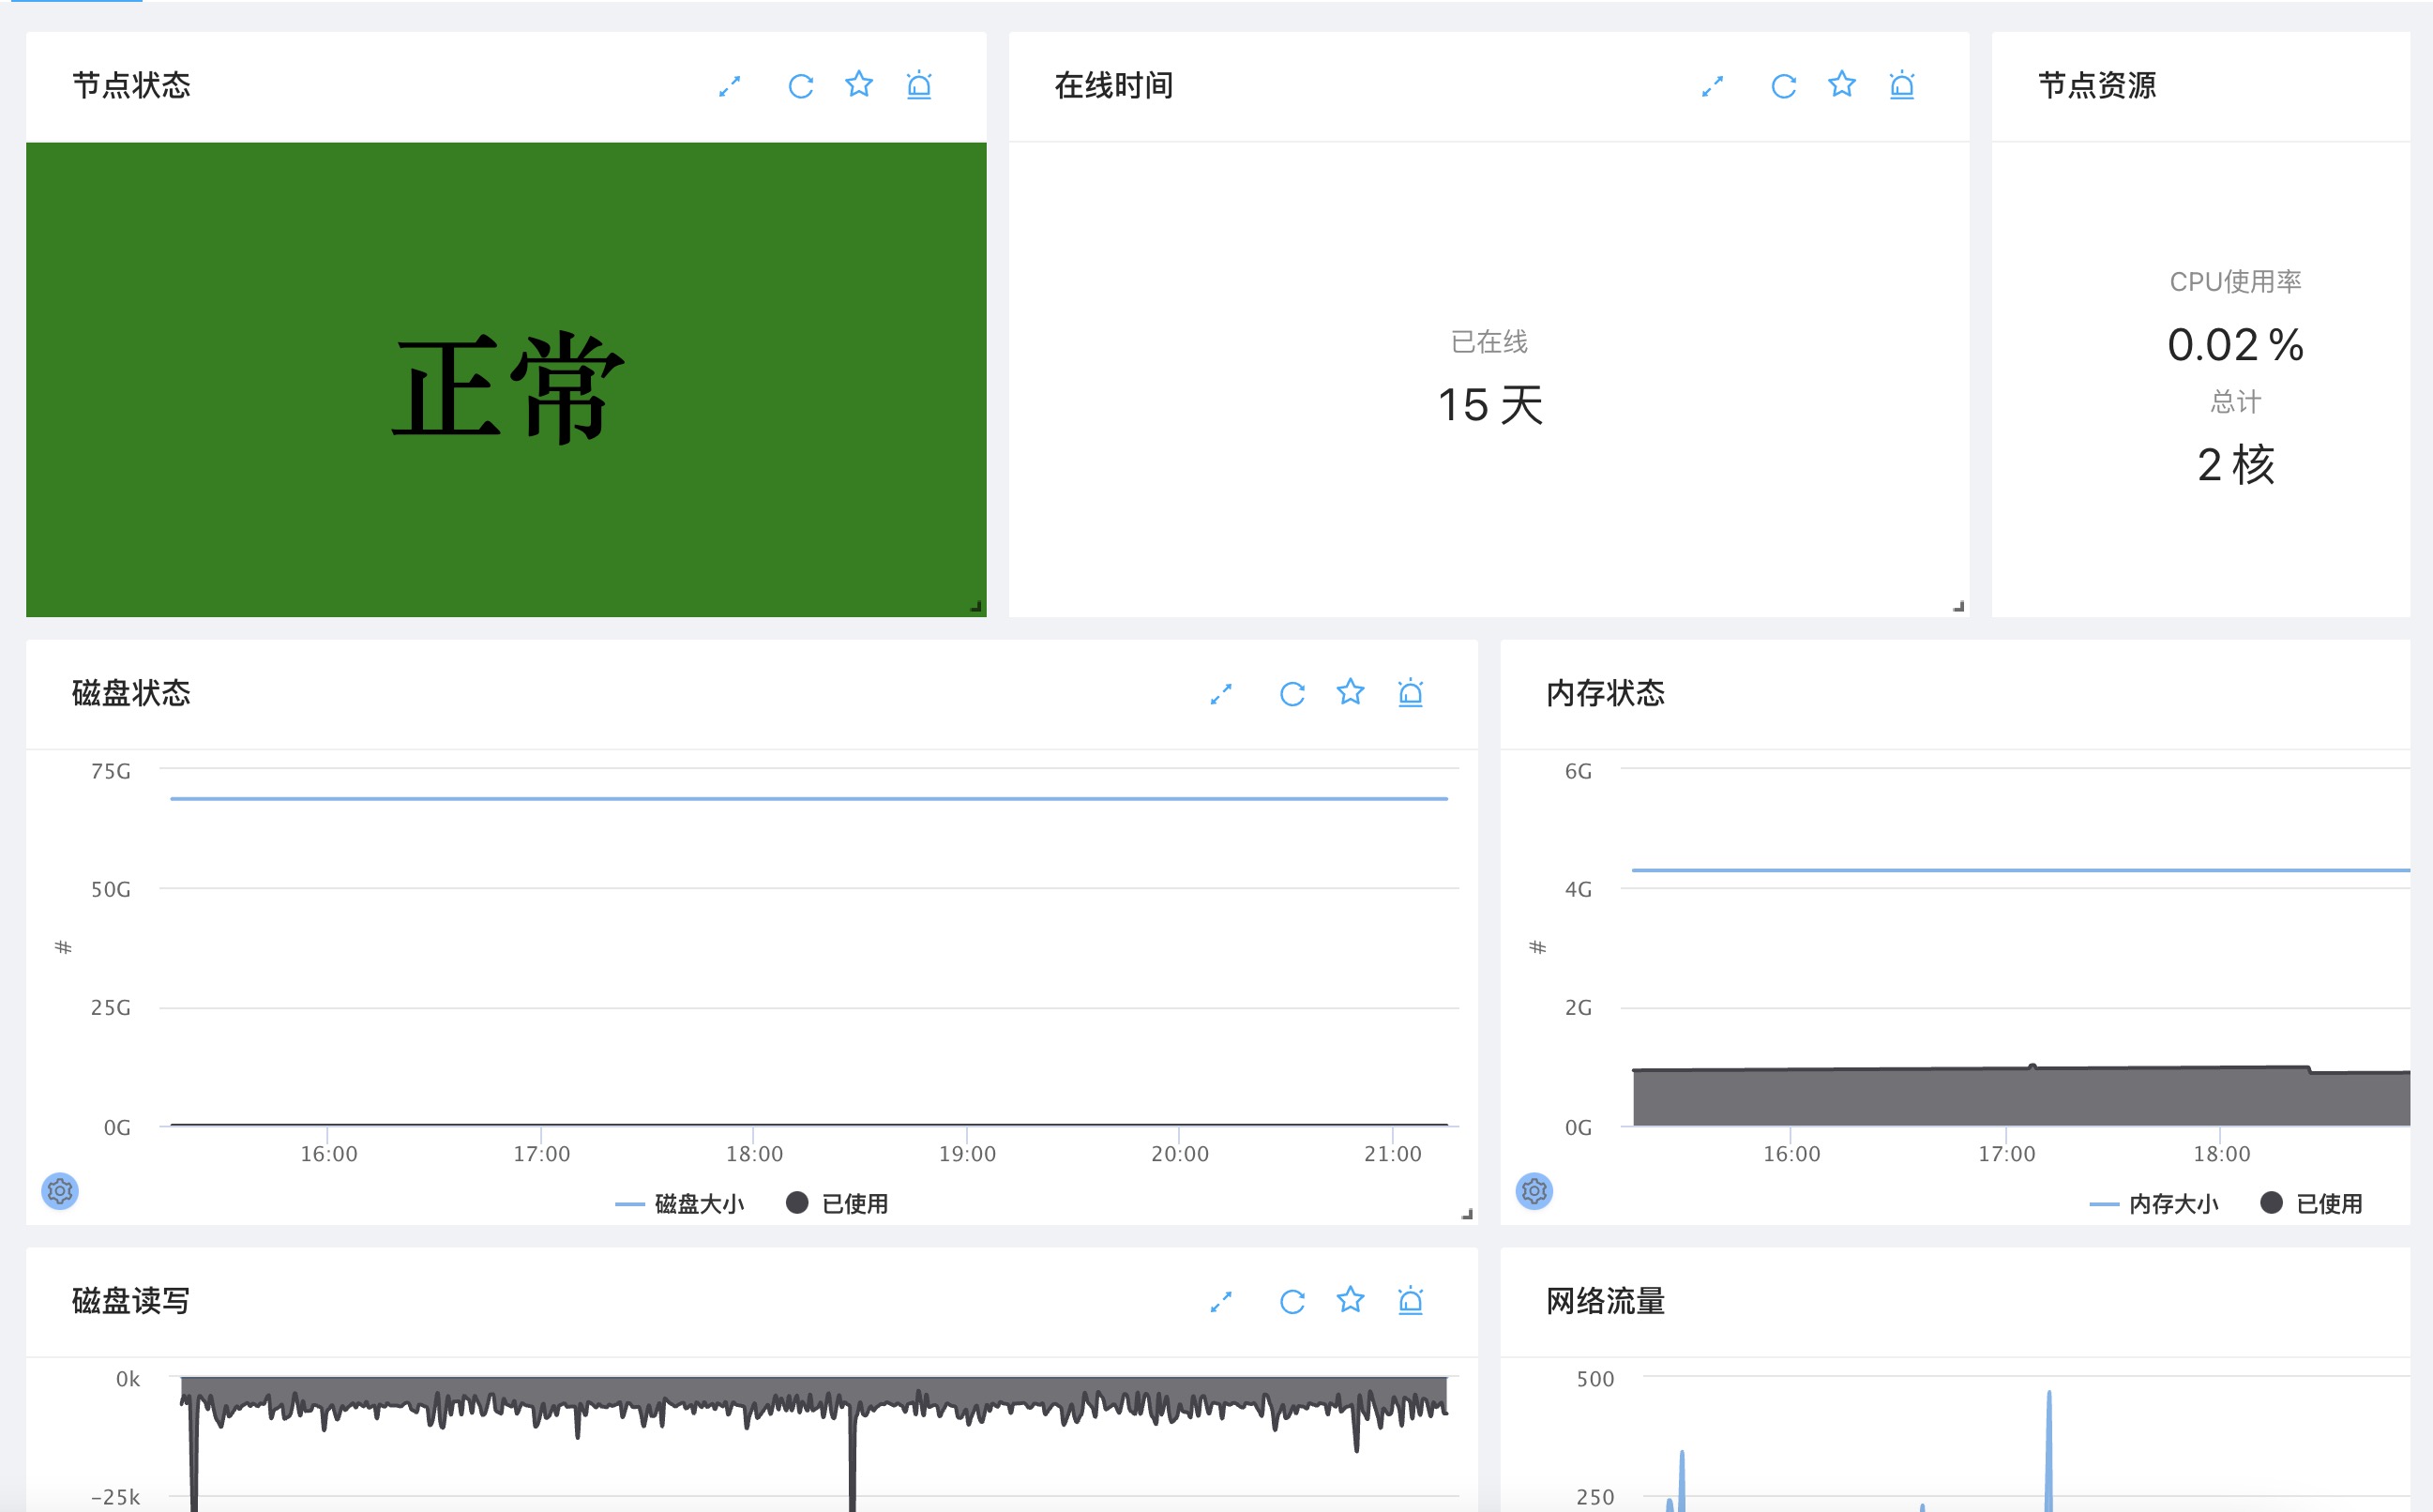 节点状态
在线时间
节点资源
正常
已在线
15 天
CPU使用率
0.02 %
总计
2 核
磁盘状态
75G
50G
#
25G
0G
16:00 17:00 18:00 19:00 20:00 21:00
磁盘大小 已使用
内存状态
6G
4G
#
2G
0G
16:00 17:00 18:00
内存大小 已使用
磁盘读写
0k
−25k
网络流量
500
250